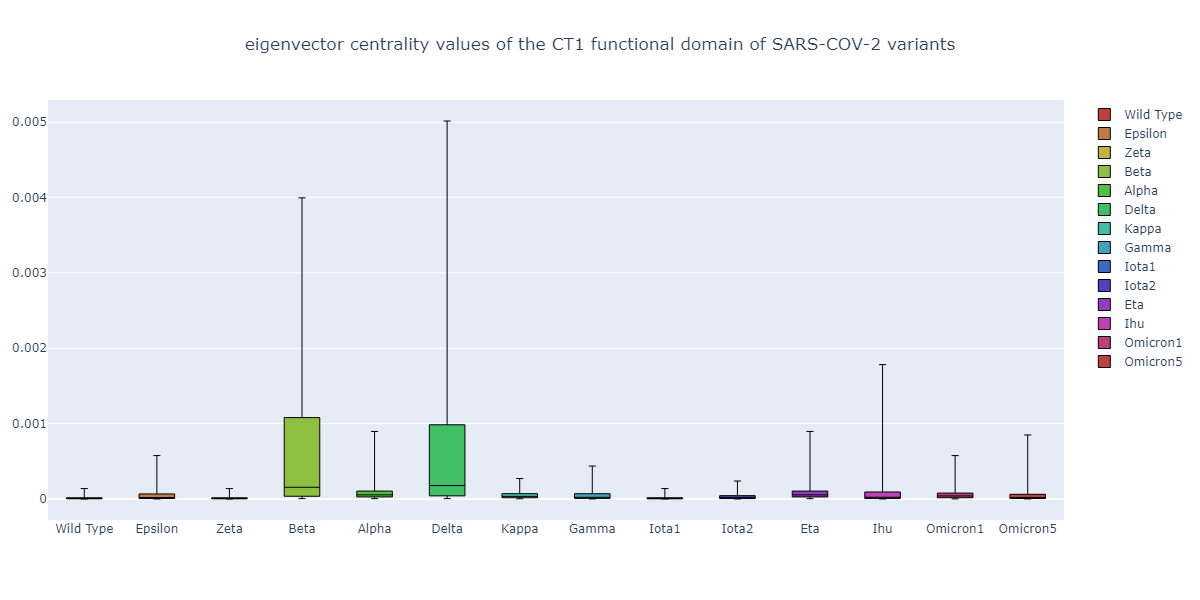 eigenvector centrality values of the CT1 functional domain of SARS-COV-2 variants
0.005
0.004
0.003
0.002
0.001
0
Wild Type Epsilon Zeta Beta Alpha Delta Kappa Gamma Iota1 Iota2 Eta Ihu Omicron1 Omicron5
Wild Type
Epsilon
Zeta
Beta
Alpha
Delta
Kappa
Gamma
Iota1
Iota2
Eta
Ihu
Omicron1
Omicron5